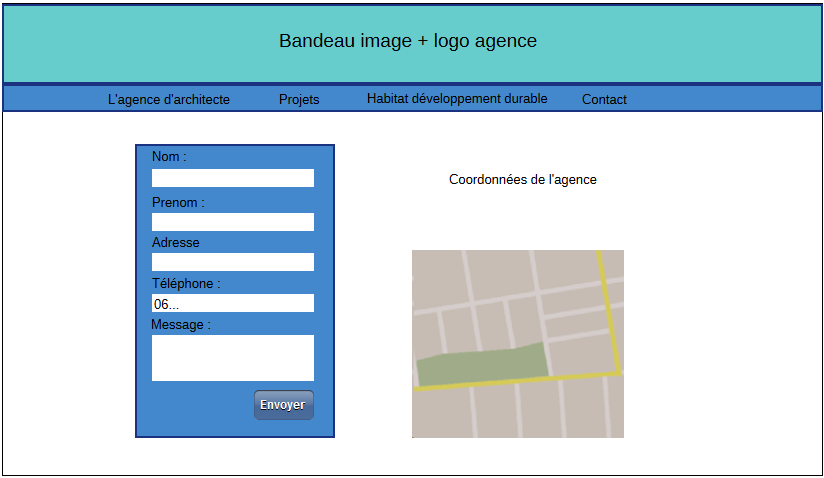 Bandeau image + logo agence
L'agence d'architecte Projets Habitat développement durable Contact
Nom :
Prenom :
Adresse
Téléphone :
06...
Message :
Envoyer
Coordonnées de l'agence